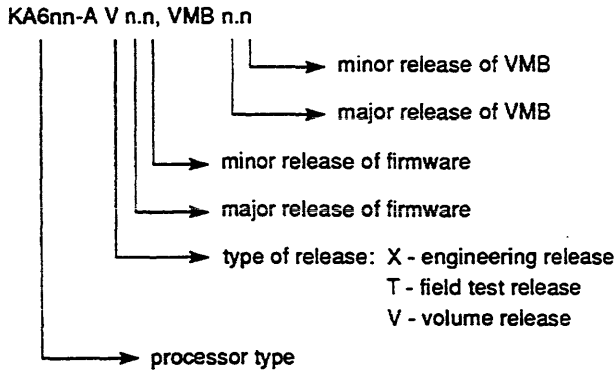 KA6nn-A V n.n, VMB n.n
minor release of VMB
major release of VMB
minor release of firmware
major release of firmware
type of release: X - engineering release
T - field test release
V - volume release
processor type